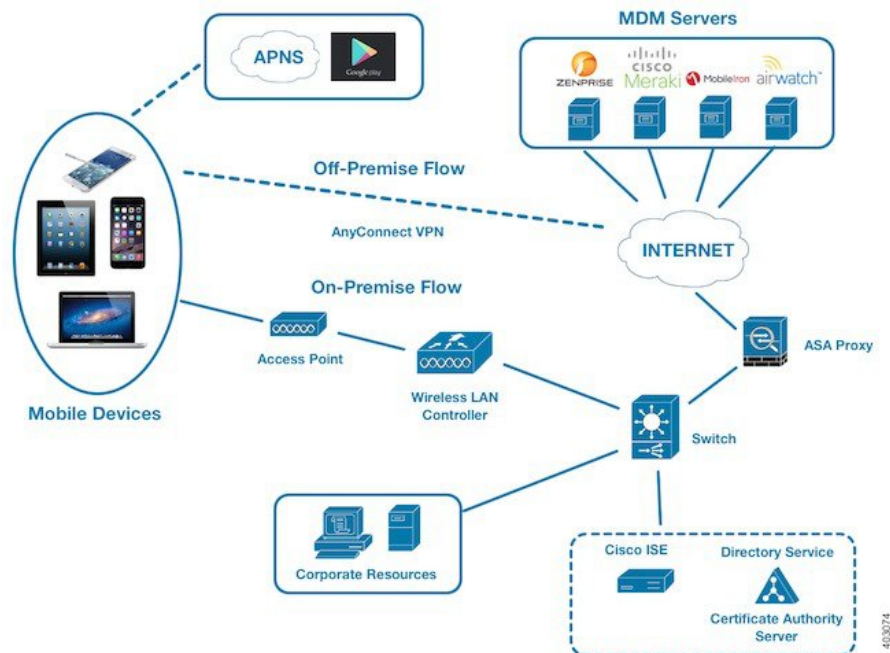 MDM Servers
APNS
Google play
ZENPRISE
CISCO
Meraki
MobileIron
airwatch
Off-Premise Flow
AnyConnect VPN
INTERNET
On-Premise Flow
Access Point
ASA Proxy
Wireless LAN
Controller
Mobile Devices
Switch
Cisco ISE
Directory Service
Corporate Resources
Certificate Authority
Server
403074